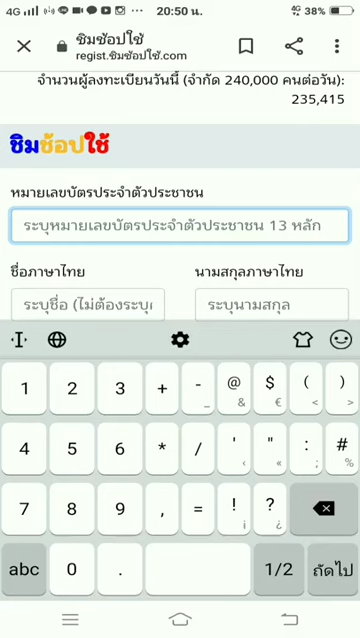 4G 20:50 น. 4G 38%
ชิมช้อปใช้
regist.ชิมช้อปใช้.com
จำนวนผู้ลงทะเบียนวันนี้ (จำกัด 240,000 คนต่อวัน):
235,415
ชิมช้อปใช้
หมายเลขบัตรประจำตัวประชาชน
ระบุหมายเลขบัตรประจำตัวประชาชน 13 หลัก
ชื่อภาษาไทย นามสกุลภาษาไทย
ระบุชื่อ (ไม่ต้องระบุ ระบุนามสกุล
1 2 3 + - _ @ & $ € ( < ) >
4 5 6 * / ' ‹ " « : ; # %
7 8 9 , = ! ¡ ? ¿
abc 0 . 1/2 ถัดไป